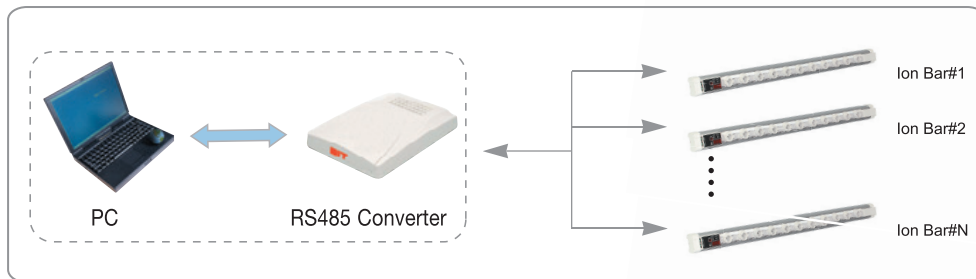 Ion Bar#1
Ion Bar#2
PC
RS485 Converter
Ion Bar#N